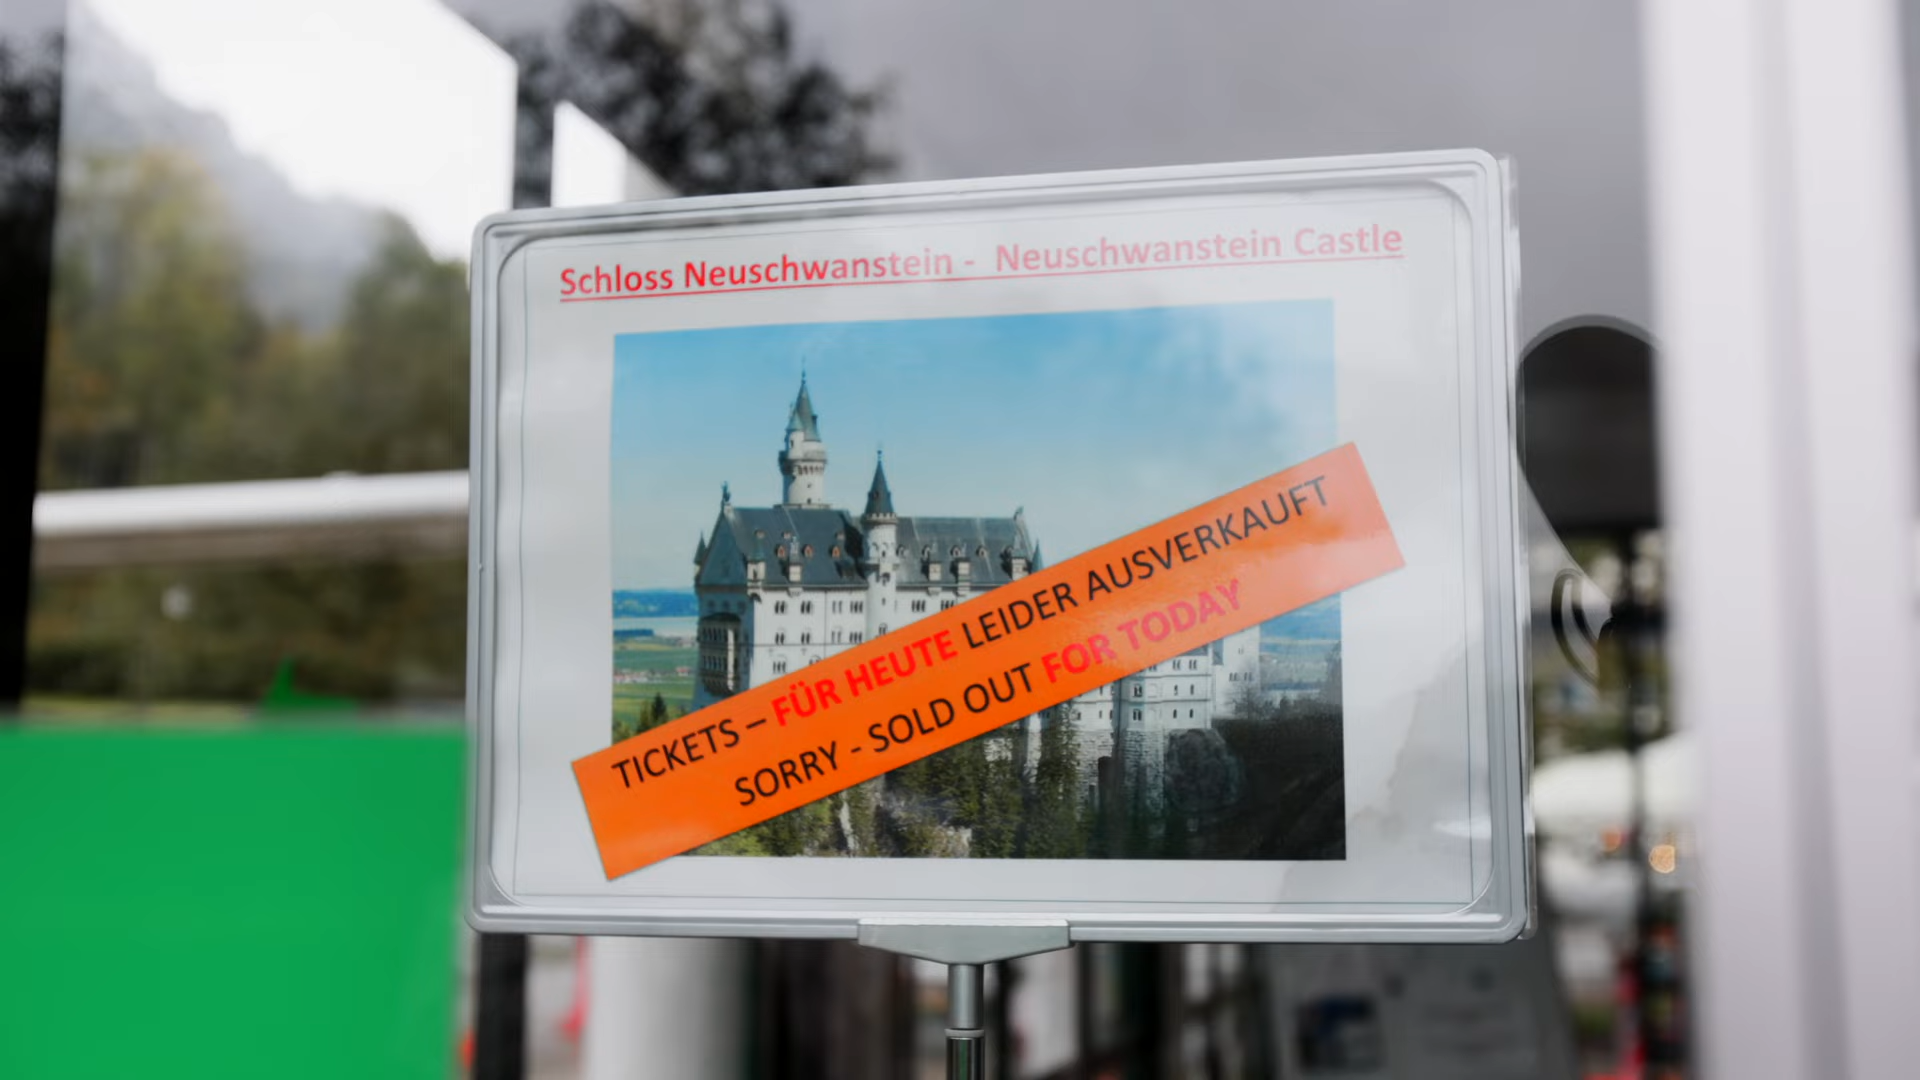 Schloss Neuschwanstein - Neuschwanstein Castle
TICKETS – FÜR HEUTE LEIDER AUSVERKAUFT
SORRY - SOLD OUT FOR TODAY